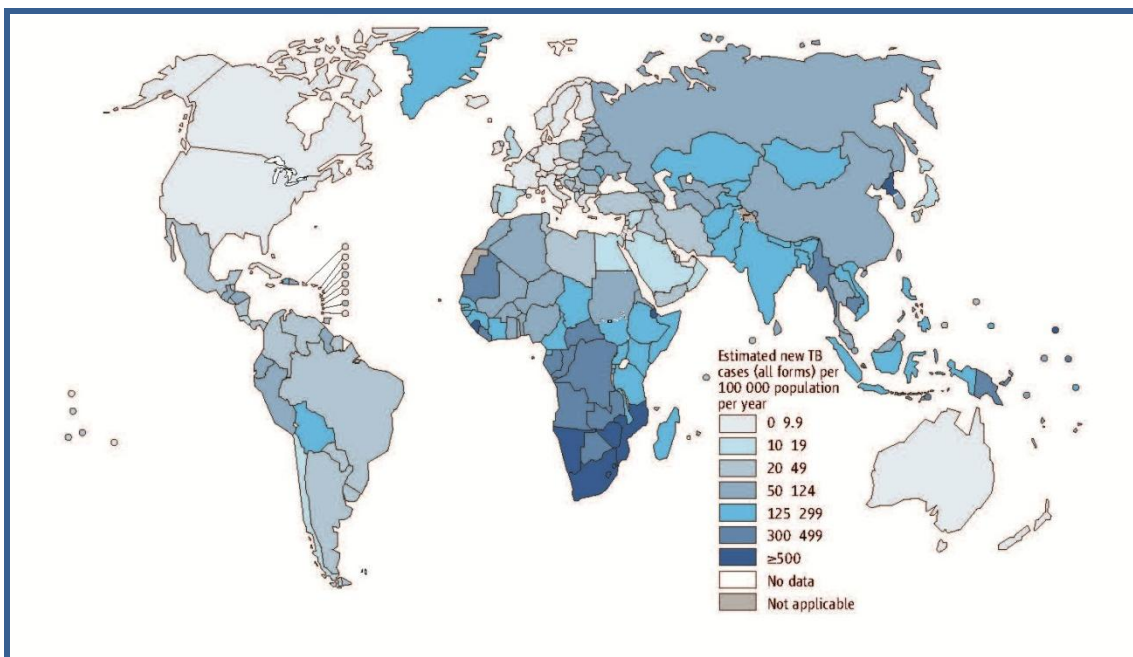 Estimated new TB
cases (all forms) per
100 000 population
per year
0 9.9
10 19
20 49
50 124
125 299
300 499
≥500
No data
Not applicable